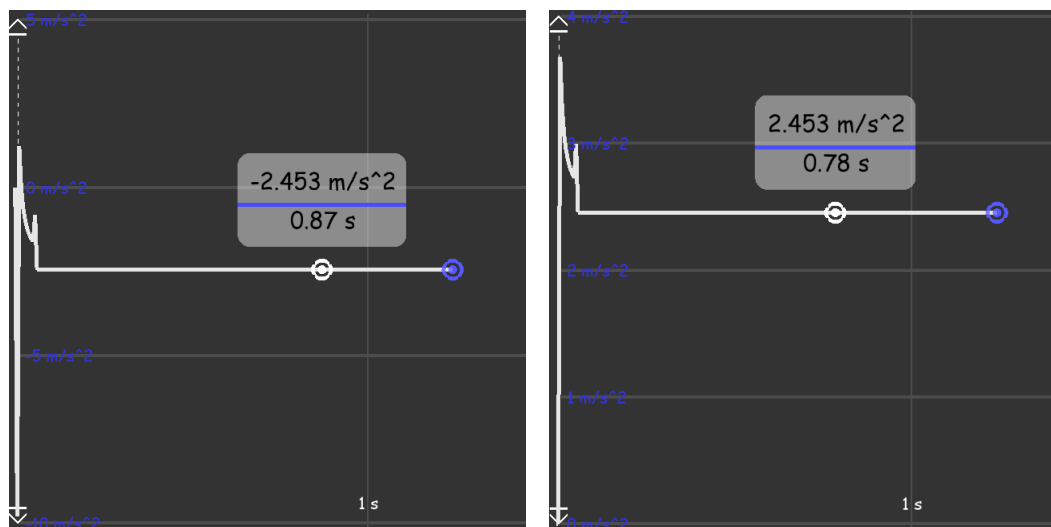 5 m/s^2
0 m/s^2
-2.453 m/s^2
0.87 s
-5 m/s^2
1 s
-10 m/s^2
4 m/s^2
3 m/s^2
2.453 m/s^2
0.78 s
2 m/s^2
1 m/s^2
1 s
0 m/s^2